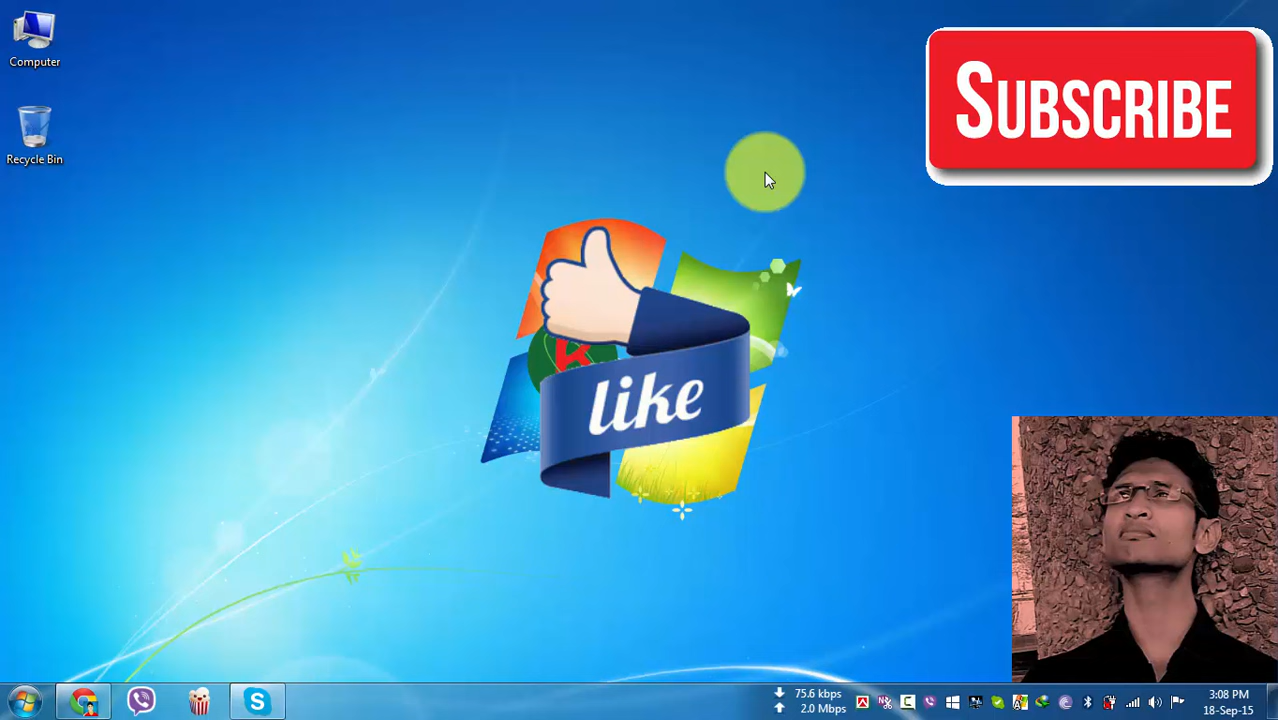 Computer
Recycle Bin
SUBSCRIBE
K
like
75.6 kbps
2.0 Mbps
3:08 PM
18-Sep-15